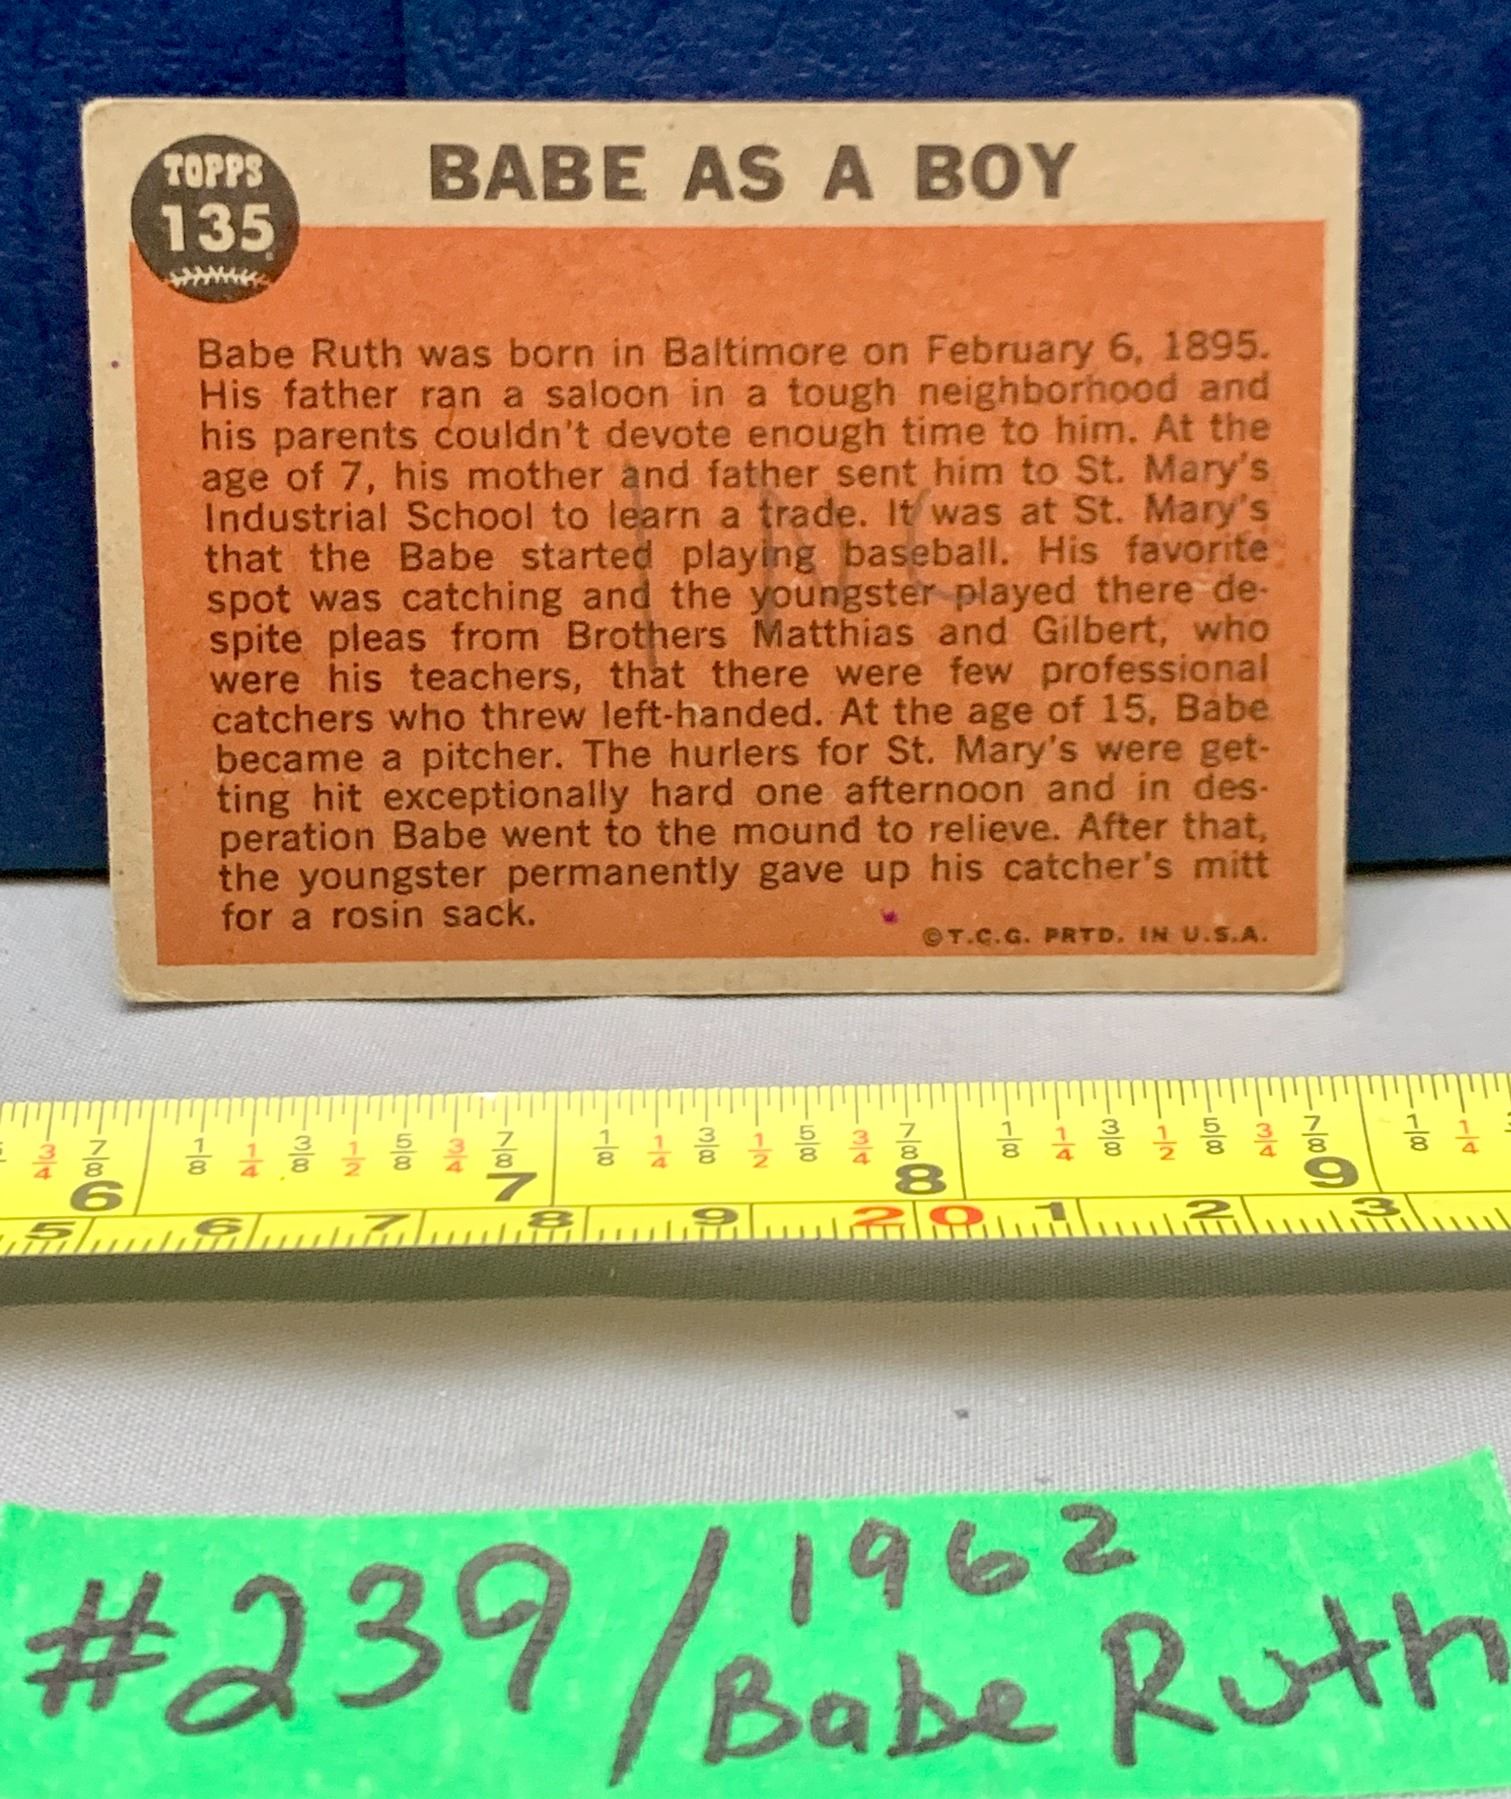 TOPPS
135
BABE AS A BOY
Babe Ruth was born in Baltimore on February 6, 1895.
His father ran a saloon in a tough neighborhood and
his parents couldn't devote enough time to him. At the
age of 7, his mother and father sent him to St. Mary's
Industrial School to learn a trade. It was at St. Mary's
that the Babe started playing baseball. His favorite
spot was catching and the youngster played there de-
spite pleas from Brothers Matthias and Gilbert, who
were his teachers, that there were few professional
catchers who threw left-handed. At the age of 15, Babe
became a pitcher. The hurlers for St. Mary's were get-
ting hit exceptionally hard one afternoon and in des-
peration Babe went to the mound to relieve. After that,
the youngster permanently gave up his catcher's mitt
for a rosin sack.
©T.C.G. PRTD. IN U.S.A.
3/4 7/8 1/8 1/4 3/8 1/2 5/8 3/4 7/8 1/8 1/4 3/8 1/2 5/8 3/4 7/8 1/8 1/4 3/8 1/2 5/8 3/4 7/8 1/8 1/4
6 7 8 9
5 6 7 8 9 20 1 2 3
#239/1962
Babe Ruth